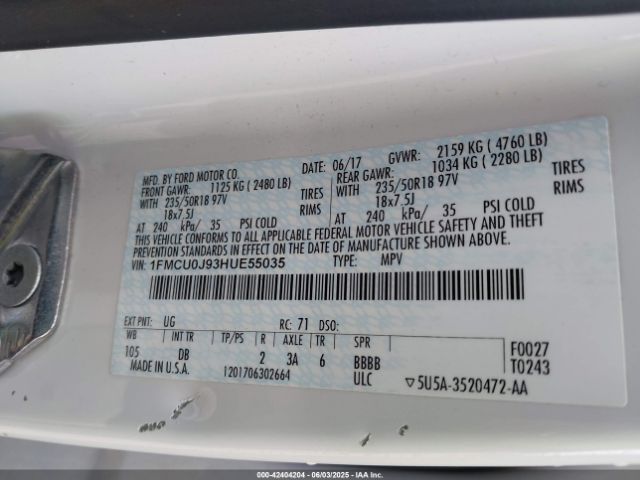 MFD. BY FORD MOTOR CO.
DATE: 06/17 GVWR: 2159 KG ( 4760 LB)
FRONT GAWR: 1125 KG ( 2480 LB) REAR GAWR: 1034 KG ( 2280 LB)
WITH 235/50R18 97V TIRES WITH 235/50R18 97V TIRES
18x7.5J RIMS 18x7.5J RIMS
AT 240 kPa/ 35 PSI COLD AT 240 kPa/ 35 PSI COLD
THIS VEHICLE CONFORMS TO ALL APPLICABLE FEDERAL MOTOR VEHICLE SAFETY AND THEFT
PREVENTION STANDARDS IN EFFECT ON THE DATE OF MANUFACTURE SHOWN ABOVE.
VIN: 1FMCU0J93HUE55035 TYPE: MPV
EXT PNT: UG RC: 71 DSO:
WB INT TR TP/PS R AXLE TR SPR
105 DB 2 3A 6 BBBB
F0027
T0243
MADE IN U.S.A. 1201706302664 ULC ▽5U5A-3520472-AA
000-42404204 | 06/03/2025 - IAA. Inc.